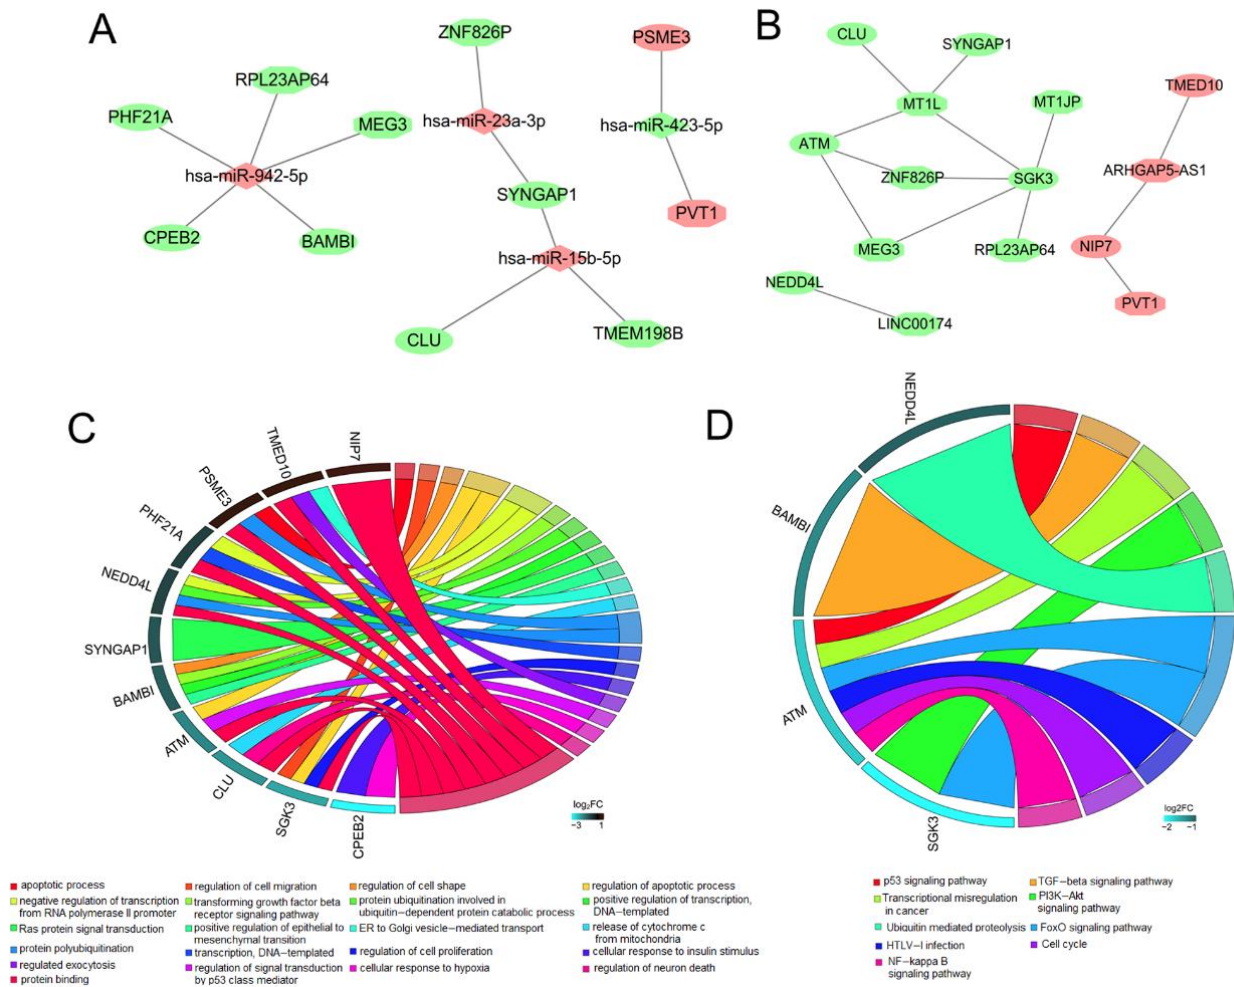 A
ZNF826P
PSME3
RPL23AP64
PHF21A
MEG3
hsa-miR-23a-3p
hsa-miR-423-5p
hsa-miR-942-5p
SYNGAP1
PVT1
CPEB2
BAMBI
hsa-miR-15b-5p
CLU
TMEM198B
B
CLU
SYNGAP1
TMED10
MT1L
MT1JP
ATM
ARHGAP5-AS1
ZNF826P
SGK3
MEG3
RPL23AP64
NIP7
NEDD4L
PVT1
LINC00174
C
NIP7
TMED10
PSME3
PHF21A
NEDD4L
SYNGAP1
BAMBI
ATM
CLU
SGK3
CPEB2
log₂FC
−3 1
apoptotic process
negative regulation of transcription
from RNA polymerase II promoter
Ras protein signal transduction
protein polyubiquitination
regulated exocytosis
protein binding
regulation of cell migration
transforming growth factor beta
receptor signaling pathway
positive regulation of epithelial to
mesenchymal transition
transcription, DNA−templated
regulation of signal transduction
by p53 class mediator
regulation of cell shape
protein ubiquitination involved in
ubiquitin−dependent protein catabolic process
ER to Golgi vesicle−mediated transport
regulation of cell proliferation
cellular response to hypoxia
regulation of apoptotic process
positive regulation of transcription,
DNA−templated
release of cytochrome c
from mitochondria
cellular response to insulin stimulus
regulation of neuron death
D
NEDD4L
BAMBI
ATM
SGK3
log2FC
−2 −1
p53 signaling pathway
Transcriptional misregulation
in cancer
Ubiquitin mediated proteolysis
HTLV−I infection
NF−kappa B
signaling pathway
TGF−beta signaling pathway
PI3K−Akt
signaling pathway
FoxO signaling pathway
Cell cycle